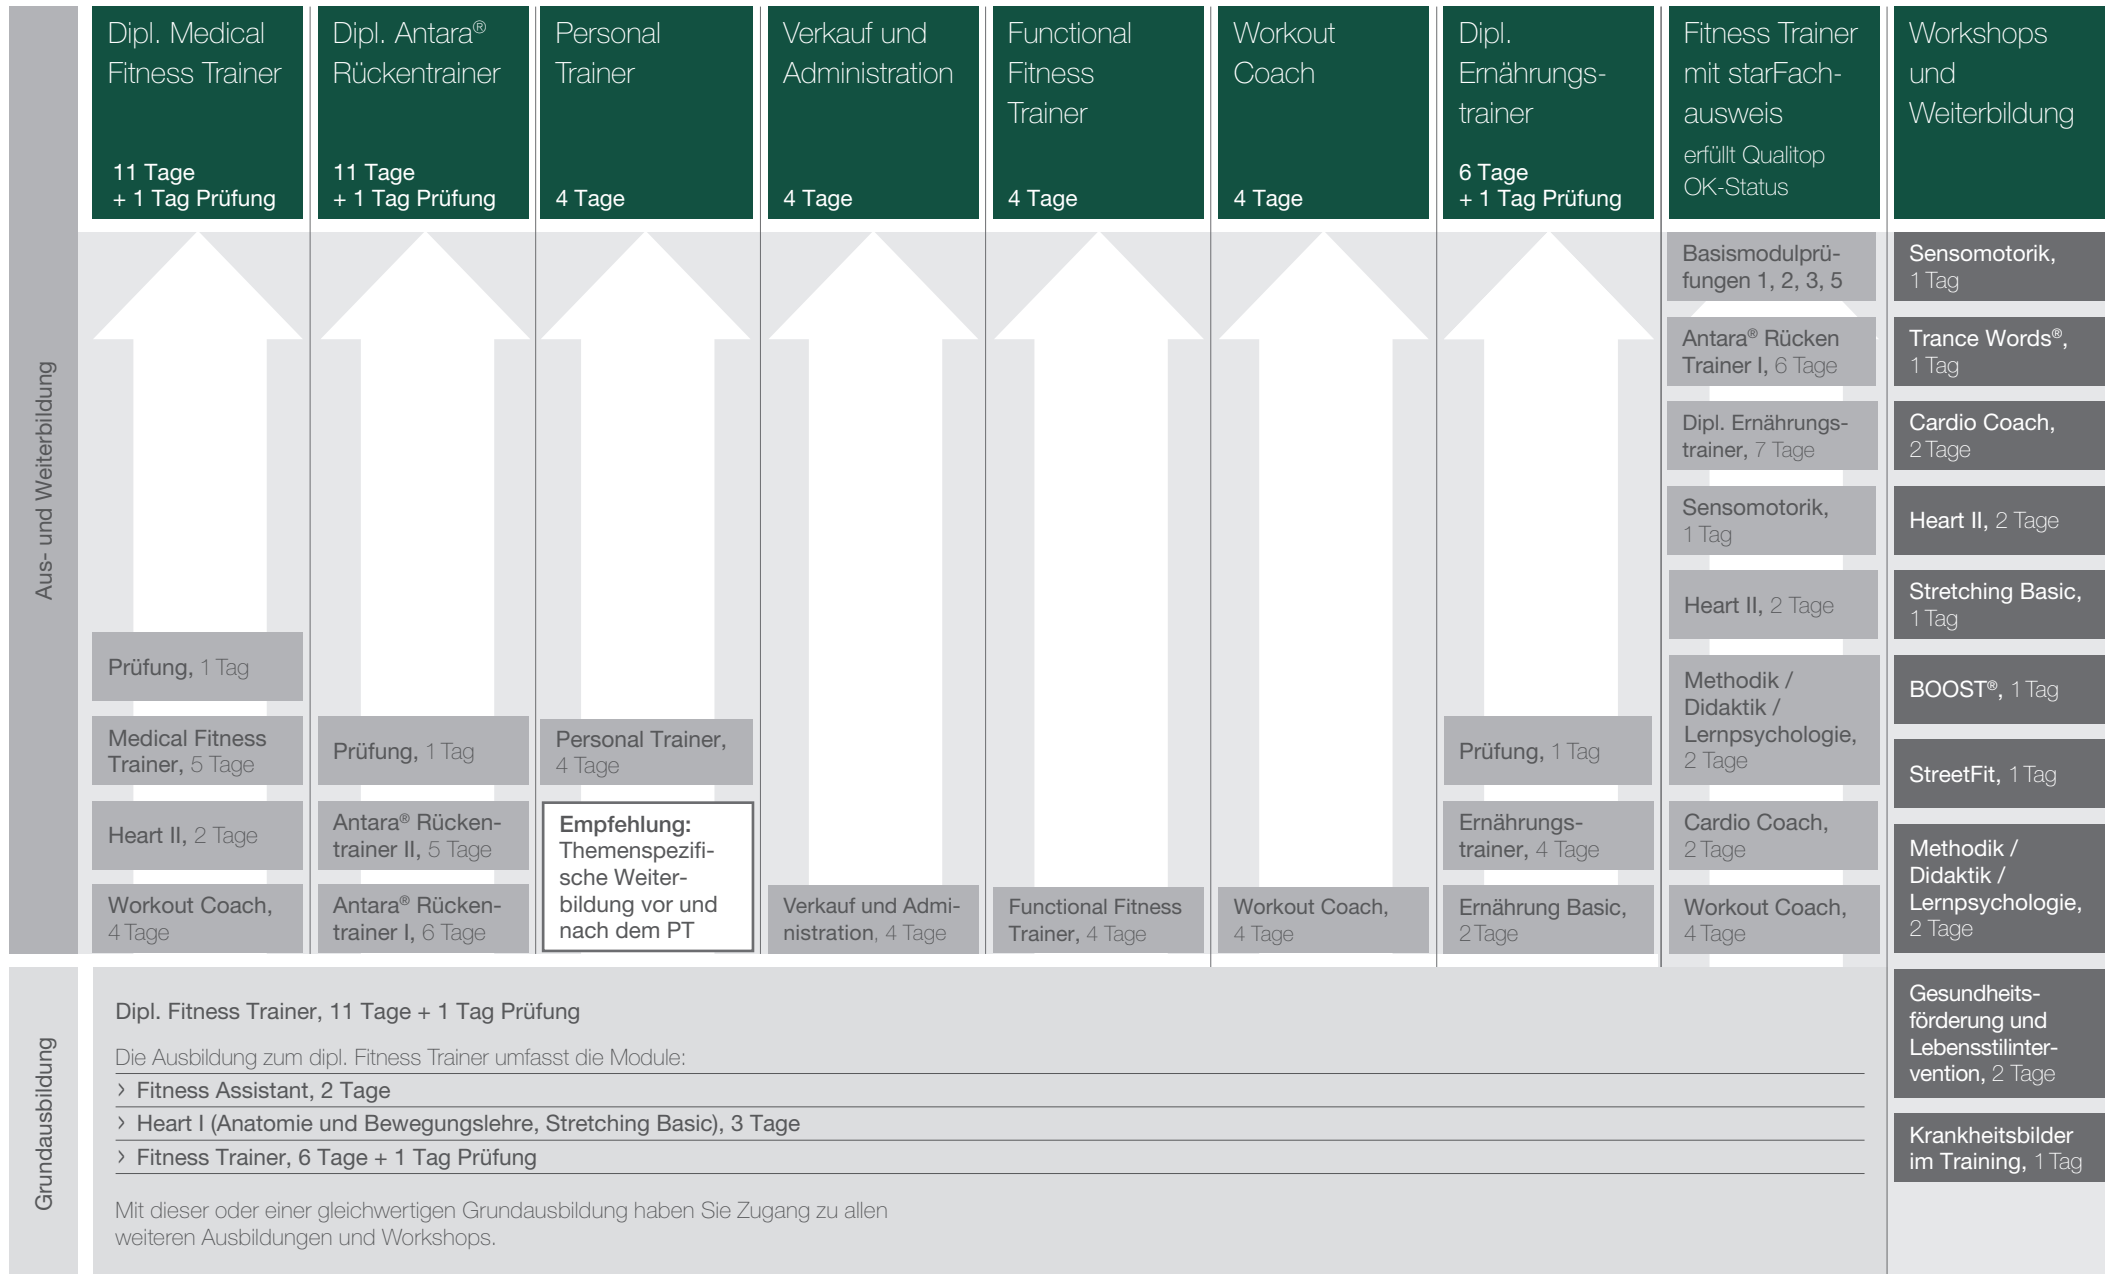 Dipl. Medical
Fitness Trainer
11 Tage
+ 1 Tag Prüfung
Dipl. Antara®
Rückentrainer
11 Tage
+ 1 Tag Prüfung
Personal
Trainer
4 Tage
Verkauf und
Administration
4 Tage
Functional
Fitness
Trainer
4 Tage
Workout
Coach
4 Tage
Dipl.
Ernährungs-
trainer
6 Tage
+ 1 Tag Prüfung
Fitness Trainer
mit starFach-
ausweis
erfüllt Qualitop
OK-Status
Workshops
und
Weiterbildung
Aus- und Weiterbildung
Prüfung, 1 Tag
Medical Fitness
Trainer, 5 Tage
Heart II, 2 Tage
Workout Coach,
4 Tage
Prüfung, 1 Tag
Antara® Rücken-
trainer II, 5 Tage
Antara® Rücken-
trainer I, 6 Tage
Personal Trainer,
4 Tage
Empfehlung:
Themenspezifi-
sche Weiter-
bildung vor und
nach dem PT
Verkauf und Admi-
nistration, 4 Tage
Functional Fitness
Trainer, 4 Tage
Workout Coach,
4 Tage
Prüfung, 1 Tag
Ernährungs-
trainer, 4 Tage
Ernährung Basic,
2 Tage
Basismodulprü-
fungen 1, 2, 3, 5
Antara® Rücken
Trainer I, 6 Tage
Dipl. Ernährungs-
trainer, 7 Tage
Sensomotorik,
1 Tag
Heart II, 2 Tage
Methodik /
Didaktik /
Lernpsychologie,
2 Tage
Cardio Coach,
2 Tage
Workout Coach,
4 Tage
Sensomotorik,
1 Tag
Trance Words®,
1 Tag
Cardio Coach,
2 Tage
Heart II, 2 Tage
Stretching Basic,
1 Tag
BOOST®, 1 Tag
StreetFit, 1 Tag
Methodik /
Didaktik /
Lernpsychologie,
2 Tage
Gesundheits-
förderung und
Lebensstilinter-
vention, 2 Tage
Krankheitsbilder
im Training, 1 Tag
Grundausbildung
Dipl. Fitness Trainer, 11 Tage + 1 Tag Prüfung
Die Ausbildung zum dipl. Fitness Trainer umfasst die Module:
› Fitness Assistant, 2 Tage
› Heart I (Anatomie und Bewegungslehre, Stretching Basic), 3 Tage
› Fitness Trainer, 6 Tage + 1 Tag Prüfung
Mit dieser oder einer gleichwertigen Grundausbildung haben Sie Zugang zu allen
weiteren Ausbildungen und Workshops.